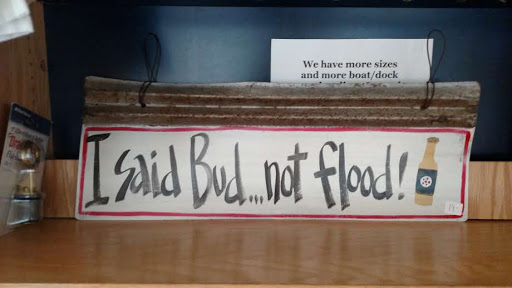 We have more sizes
and more boat/dock
I said Bud...not flood!